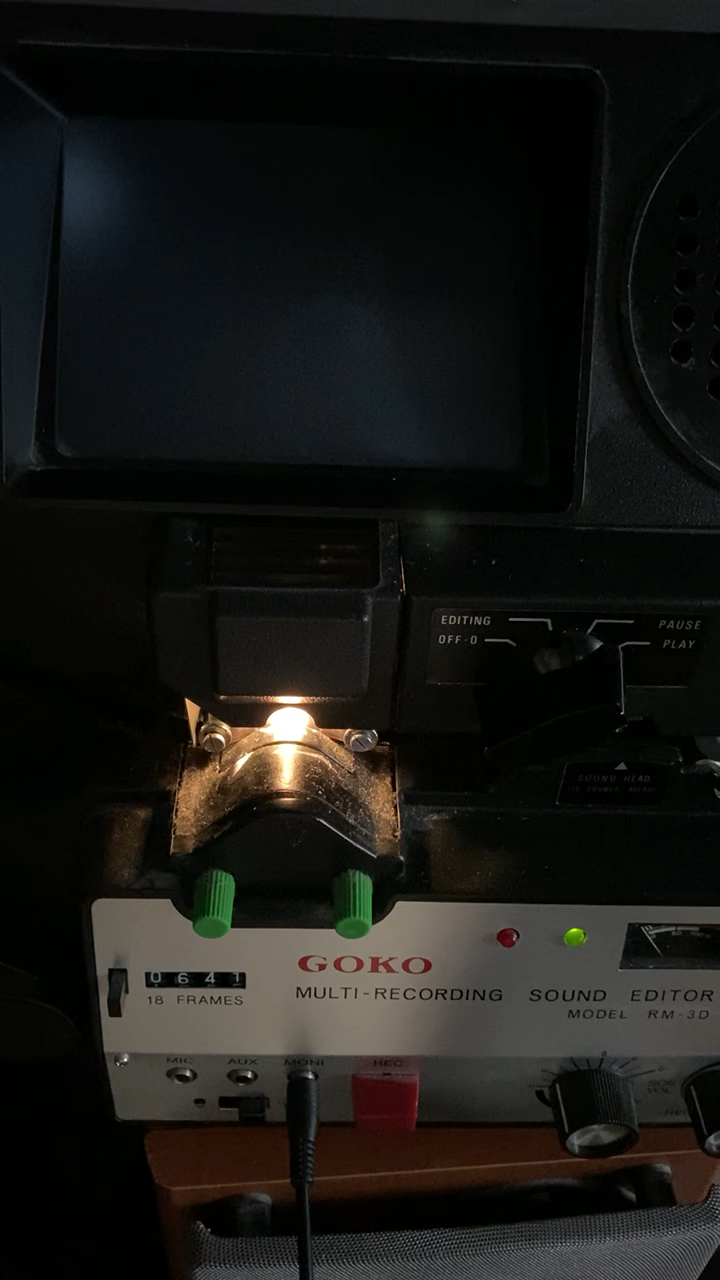 EDITING PAUSE
OFF-O PLAY
SOUND HEAD
0641
18 FRAMES
GOKO
MULTI-RECORDING SOUND EDITOR
MODEL RM-3D
MIC AUX MONI REC
SOS
VOL